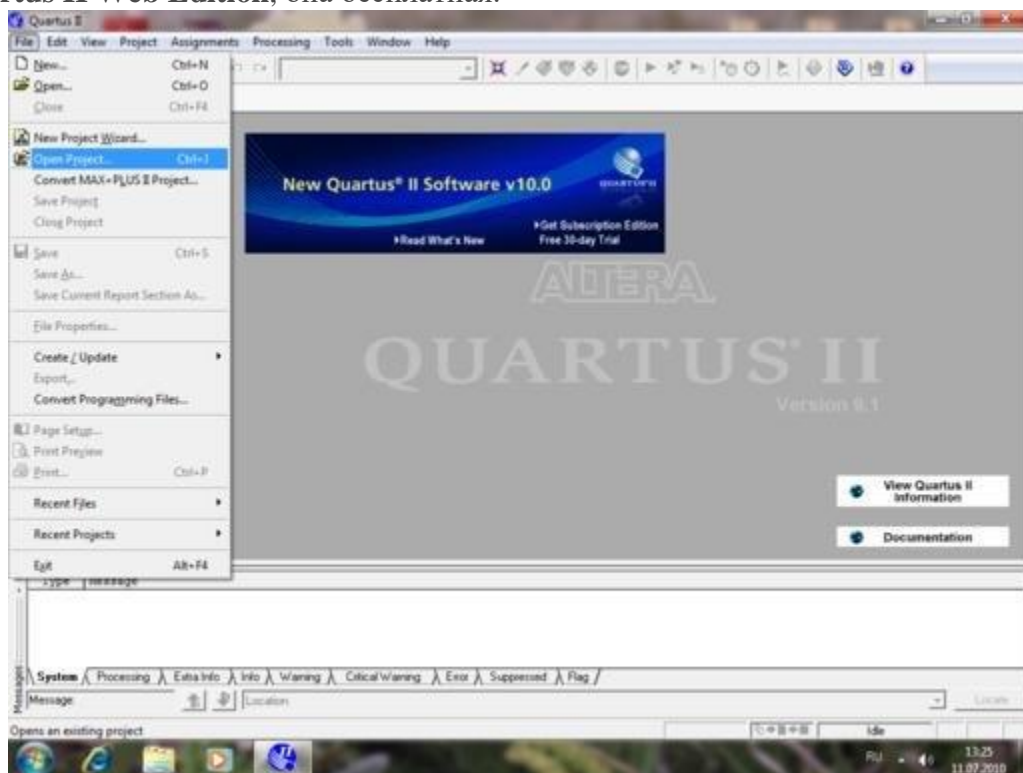 rtus II Web Edition, она бесплатная.
Quartus II
File Edit View Project Assignments Processing Tools Window Help
New... Ctrl+N
Open... Ctrl+O
Close Ctrl+F4
New Project Wizard...
Open Project... Ctrl+J
Convert MAX+PLUS II Project...
Save Project
Close Project
Save Ctrl+S
Save As...
Save Current Report Section As...
File Properties...
Create / Update
Export...
Convert Programming Files...
Page Setup...
Print Preview
Print... Ctrl+P
Recent Files
Recent Projects
Exit Alt+F4
New Quartus® II Software v10.0
QUARTUS II
Get Subscription Edition
Read What's New Free 30-day Trial
ALTERA
QUARTUS II
Version 9.1
View Quartus II
Information
Documentation
Type Message
Messages
System Processing Extra Info Info Warning Critical Warning Error Suppressed Flag
Message: Location: Locate
Opens an existing project Idle
RU 13:25
11.07.2010